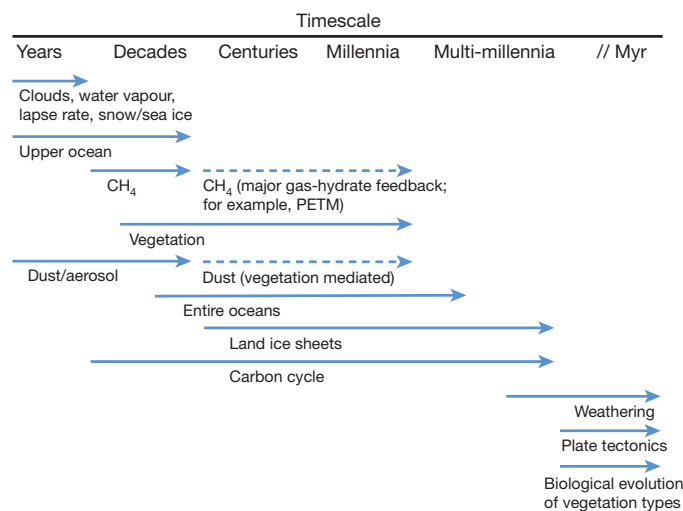 Timescale
Years Decades Centuries Millennia Multi-millennia // Myr
Clouds, water vapour,
lapse rate, snow/sea ice
Upper ocean
CH₄ CH₄ (major gas-hydrate feedback;
for example, PETM)
Vegetation
Dust/aerosol Dust (vegetation mediated)
Entire oceans
Land ice sheets
Carbon cycle
Weathering
Plate tectonics
Biological evolution
of vegetation types